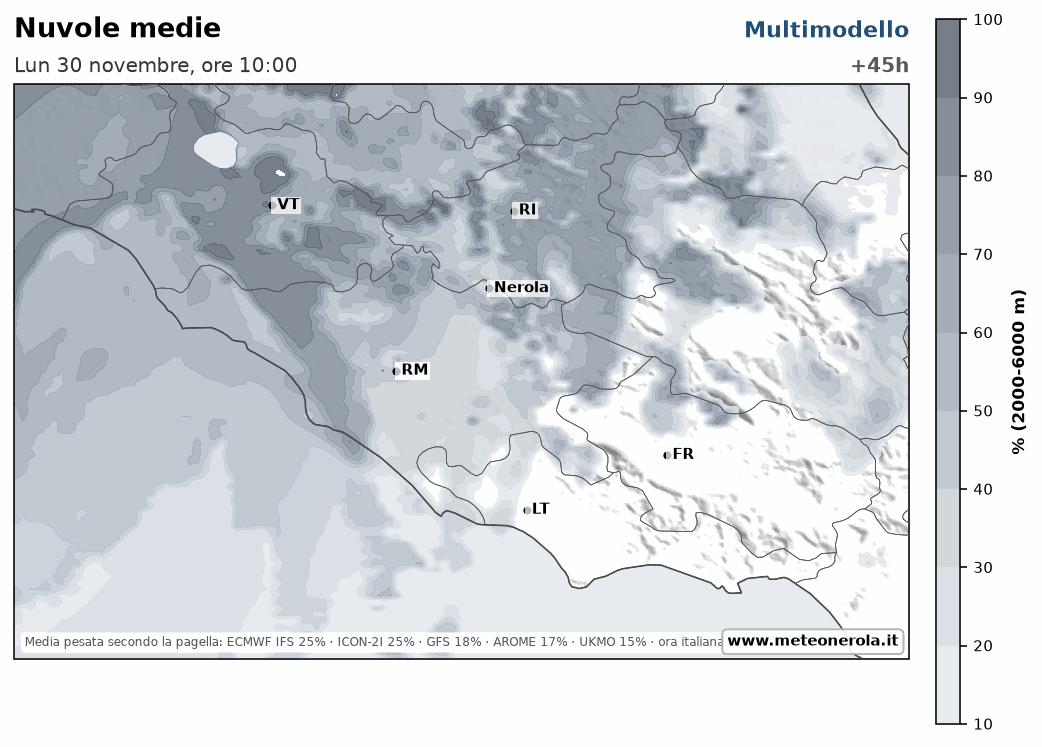 Nuvole medie
Multimodello
Lun 30 novembre, ore 10:00
+45h
100
90
80
70
60
50
40
30
20
10
% (2000-6000 m)
VT
RI
Nerola
RM
FR
LT
Media pesata secondo la pagella: ECMWF IFS 25% · ICON-2I 25% · GFS 18% · AROME 17% · UKMO 15% · ora italiana
www.meteonerola.it